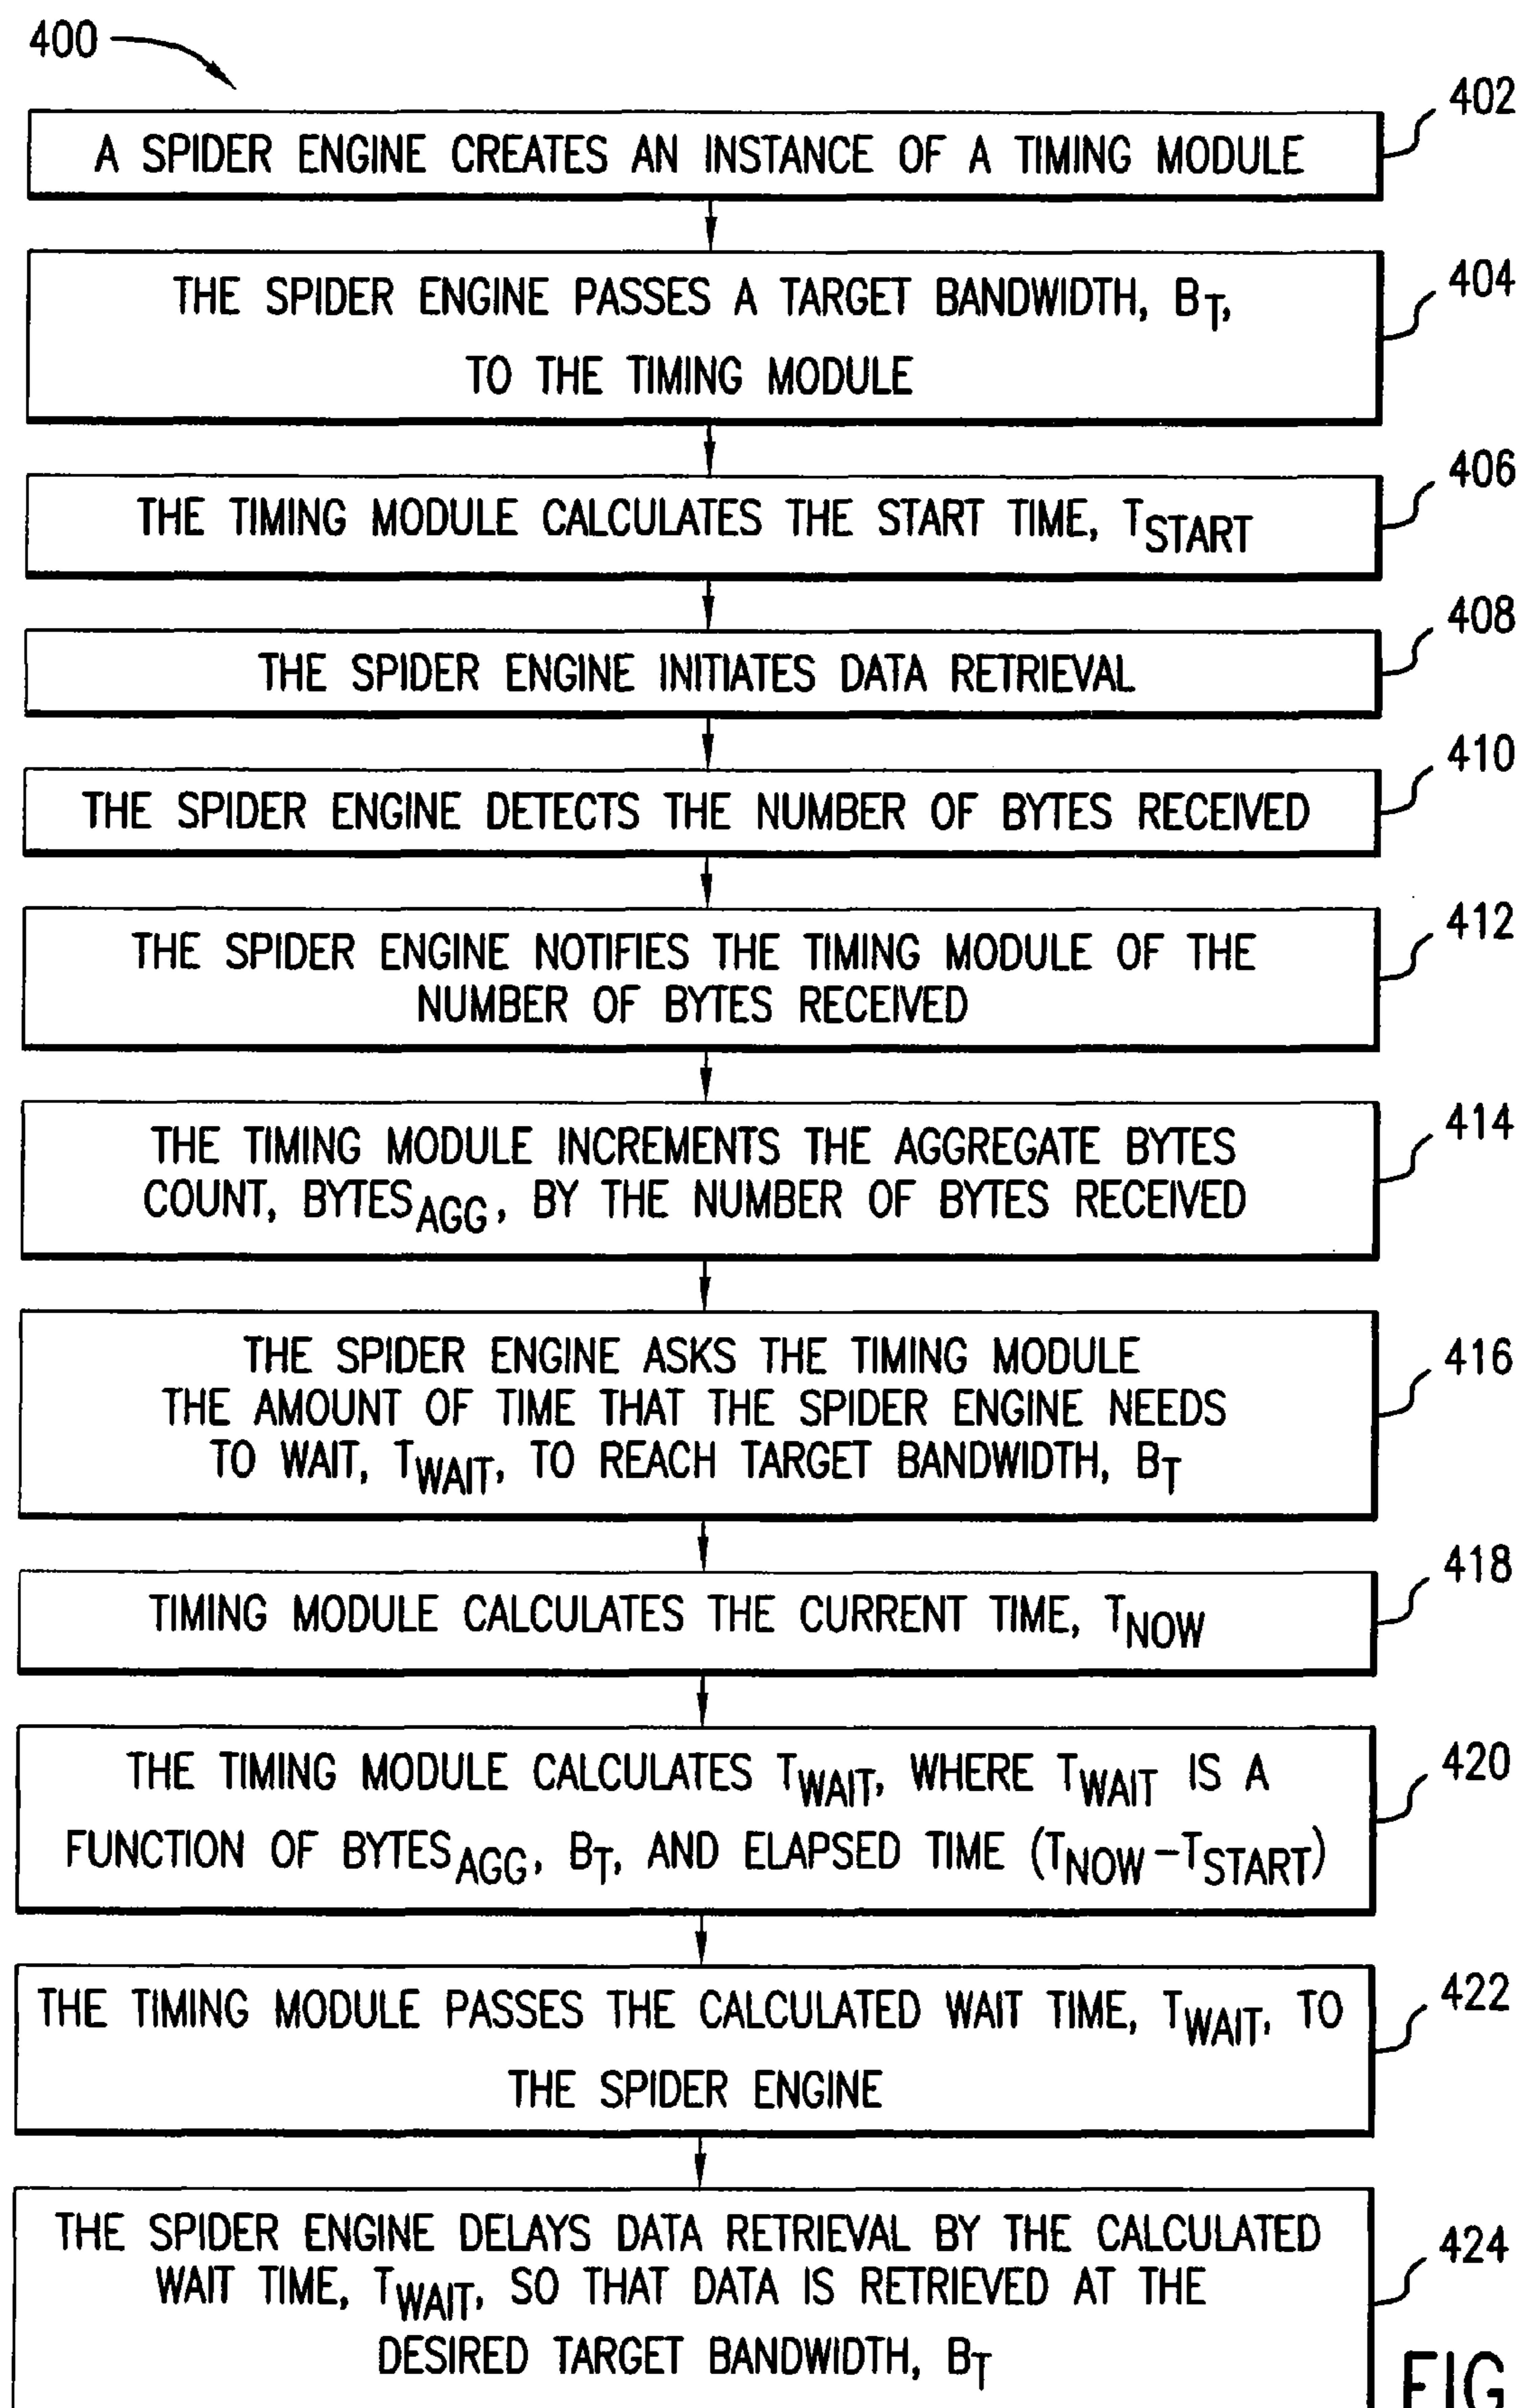 400
402
A SPIDER ENGINE CREATES AN INSTANCE OF A TIMING MODULE
404
THE SPIDER ENGINE PASSES A TARGET BANDWIDTH, BT,
TO THE TIMING MODULE
406
THE TIMING MODULE CALCULATES THE START TIME, TSTART
408
THE SPIDER ENGINE INITIATES DATA RETRIEVAL
410
THE SPIDER ENGINE DETECTS THE NUMBER OF BYTES RECEIVED
412
THE SPIDER ENGINE NOTIFIES THE TIMING MODULE OF THE
NUMBER OF BYTES RECEIVED
414
THE TIMING MODULE INCREMENTS THE AGGREGATE BYTES
COUNT, BYTESAGG, BY THE NUMBER OF BYTES RECEIVED
416
THE SPIDER ENGINE ASKS THE TIMING MODULE
THE AMOUNT OF TIME THAT THE SPIDER ENGINE NEEDS
TO WAIT, TWAIT, TO REACH TARGET BANDWIDTH, BT
418
TIMING MODULE CALCULATES THE CURRENT TIME, TNOW
420
THE TIMING MODULE CALCULATES TWAIT, WHERE TWAIT IS A
FUNCTION OF BYTESAGG, BT, AND ELAPSED TIME (TNOW-TSTART)
422
THE TIMING MODULE PASSES THE CALCULATED WAIT TIME, TWAIT, TO
THE SPIDER ENGINE
424
THE SPIDER ENGINE DELAYS DATA RETRIEVAL BY THE CALCULATED
WAIT TIME, TWAIT, SO THAT DATA IS RETRIEVED AT THE
DESIRED TARGET BANDWIDTH, BT
FIG